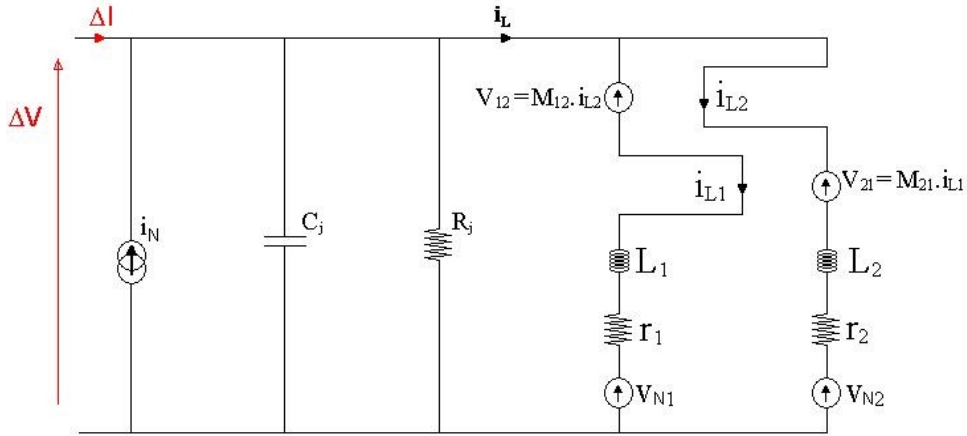 ΔI
i_L
ΔV
V₁₂=M₁₂.i_L2
i_L2
i_L1
V₂₁=M₂₁.i_L1
i_N
C_j
R_j
L₁
L₂
r₁
r₂
v_N1
v_N2